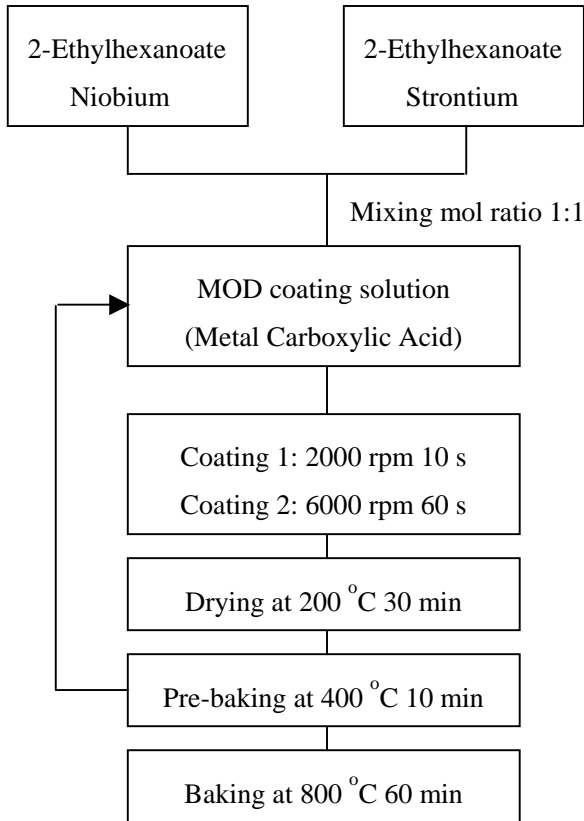 2-Ethylhexanoate
Niobium
2-Ethylhexanoate
Strontium
Mixing mol ratio 1:1
MOD coating solution
(Metal Carboxylic Acid)
Coating 1: 2000 rpm 10 s
Coating 2: 6000 rpm 60 s
Drying at 200 °C 30 min
Pre-baking at 400 °C 10 min
Baking at 800 °C 60 min